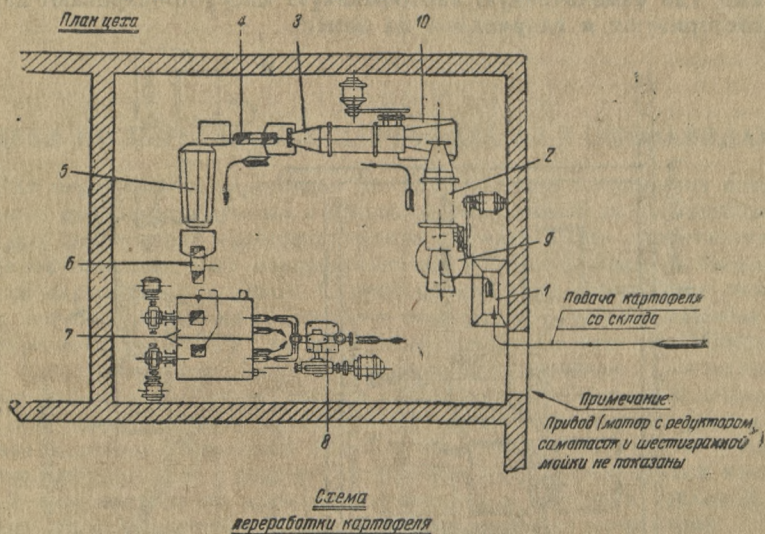 План цеха
4
3
10
5
2
6
9
1
Подача картофеля
со склада
7
8
Примечание:
Привод (мотор с редуктором,
самотасок и шестигранной)
мойки не показаны
Схема
переработки картофеля